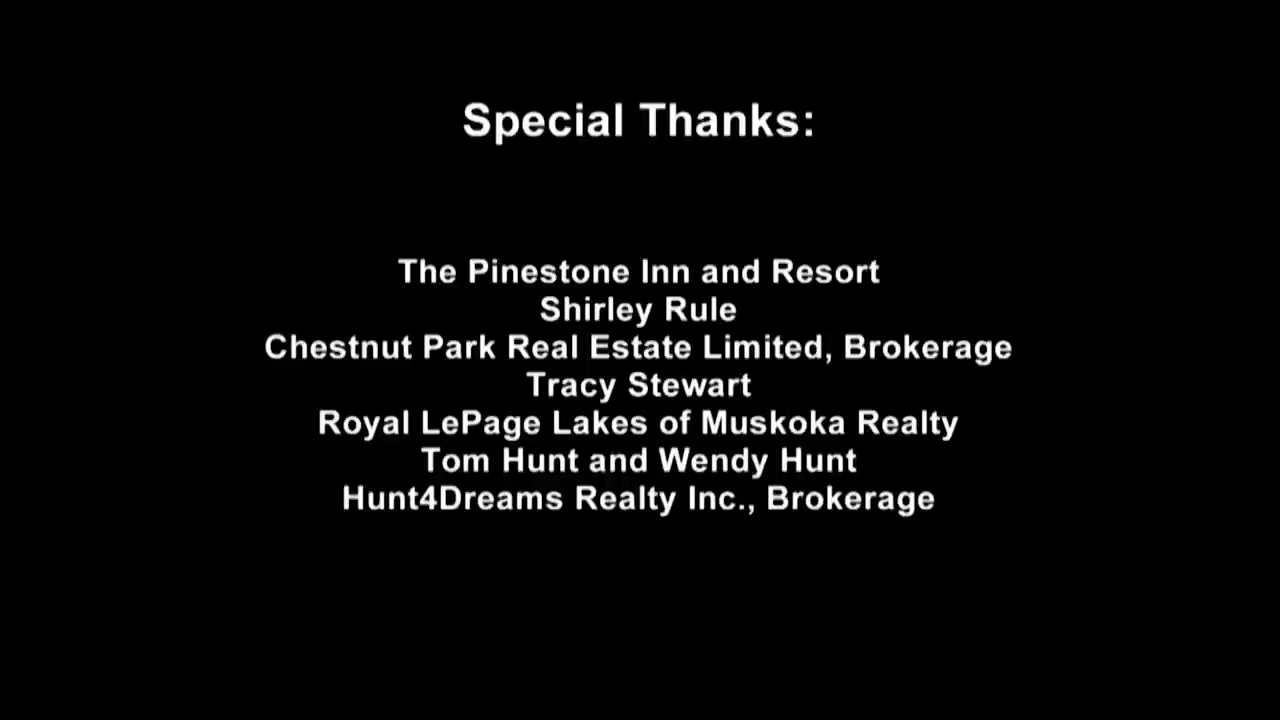 Special Thanks:
The Pinestone Inn and Resort
Shirley Rule
Chestnut Park Real Estate Limited, Brokerage
Tracy Stewart
Royal LePage Lakes of Muskoka Realty
Tom Hunt and Wendy Hunt
Hunt4Dreams Realty Inc., Brokerage